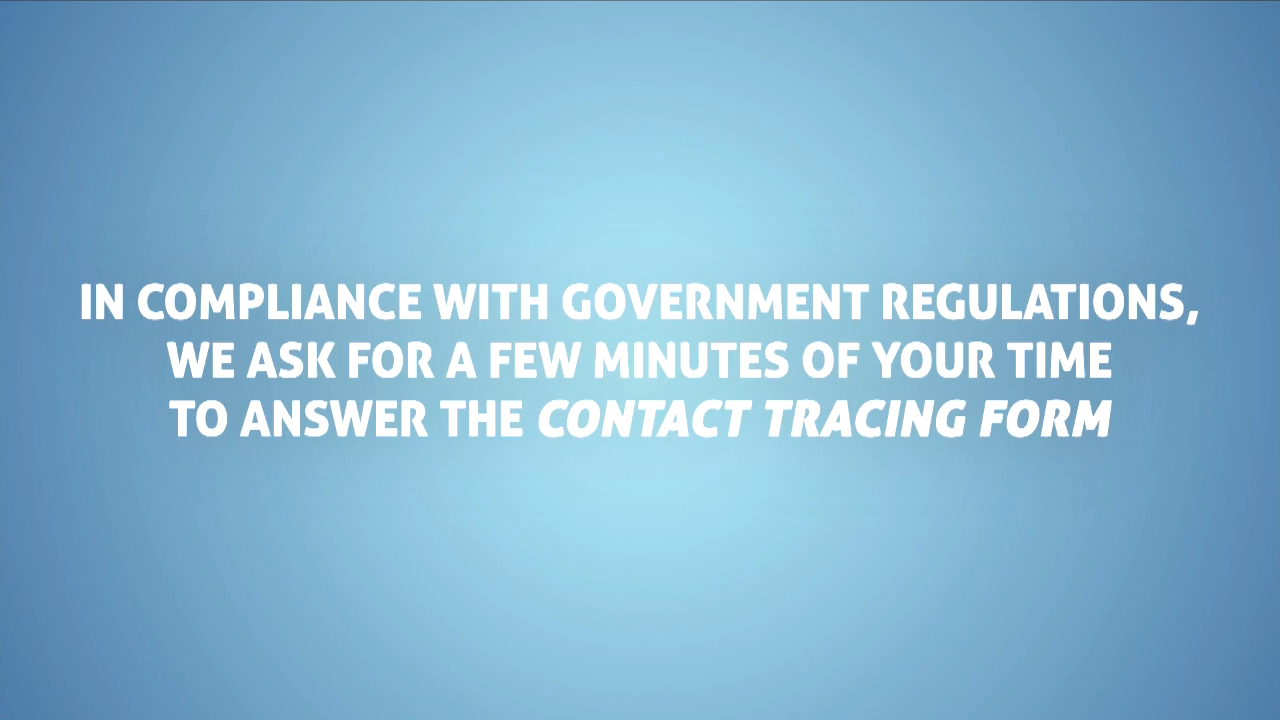 IN COMPLIANCE WITH GOVERNMENT REGULATIONS,
WE ASK FOR A FEW MINUTES OF YOUR TIME
TO ANSWER THE CONTACT TRACING FORM